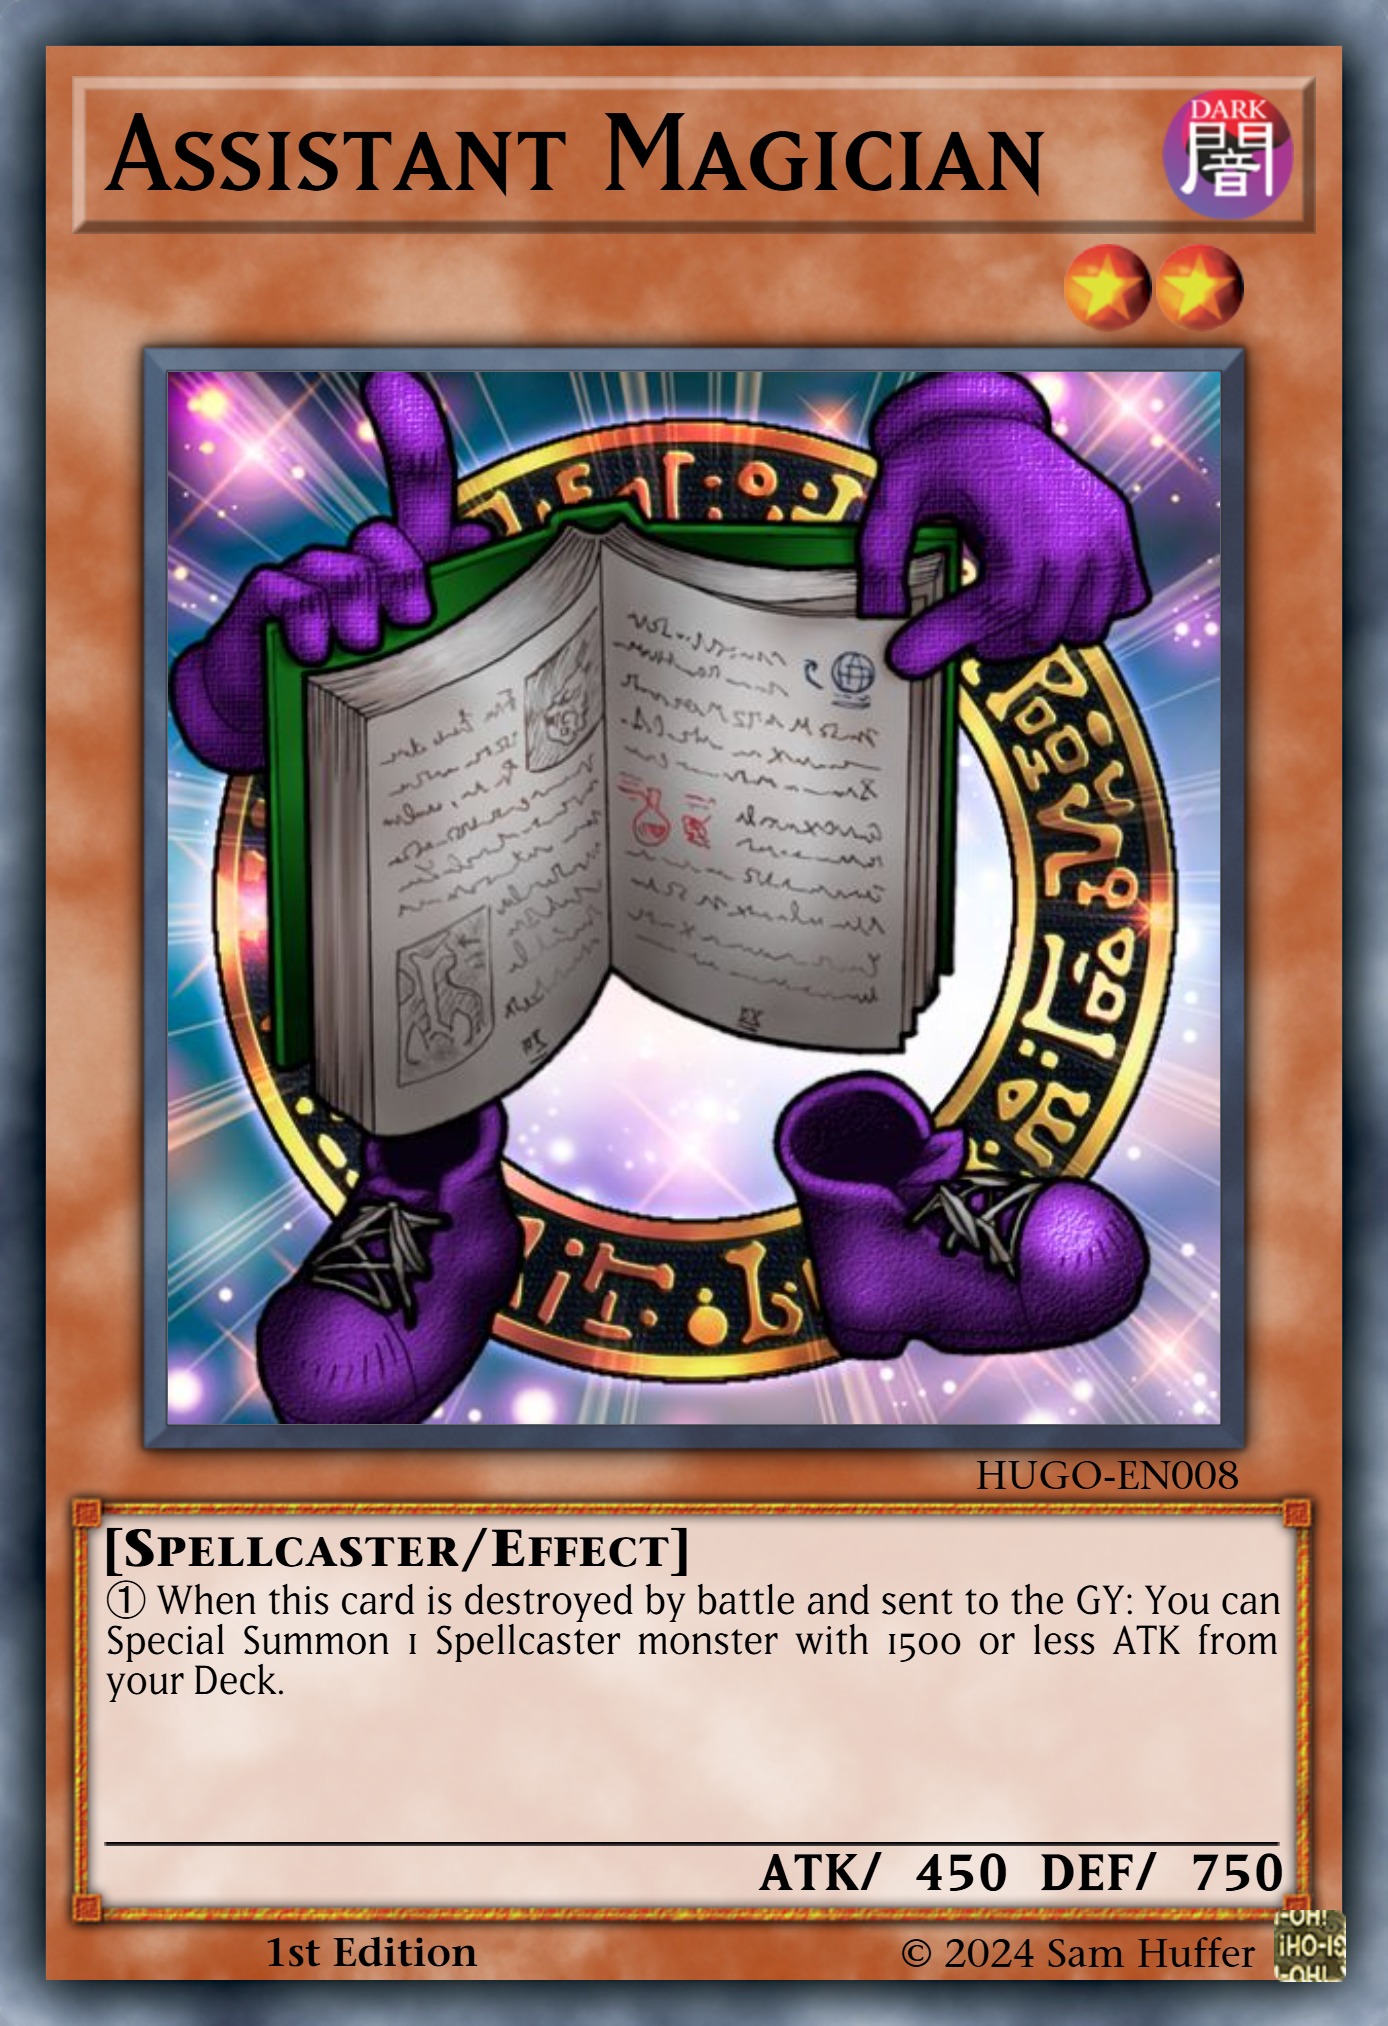 Assistant Magician
DARK
闇
HUGO-EN008
[Spellcaster/Effect]
① When this card is destroyed by battle and sent to the GY: You can
Special Summon 1 Spellcaster monster with 1500 or less ATK from
your Deck.
ATK/ 450 DEF/ 750
1st Edition
© 2024 Sam Huffer